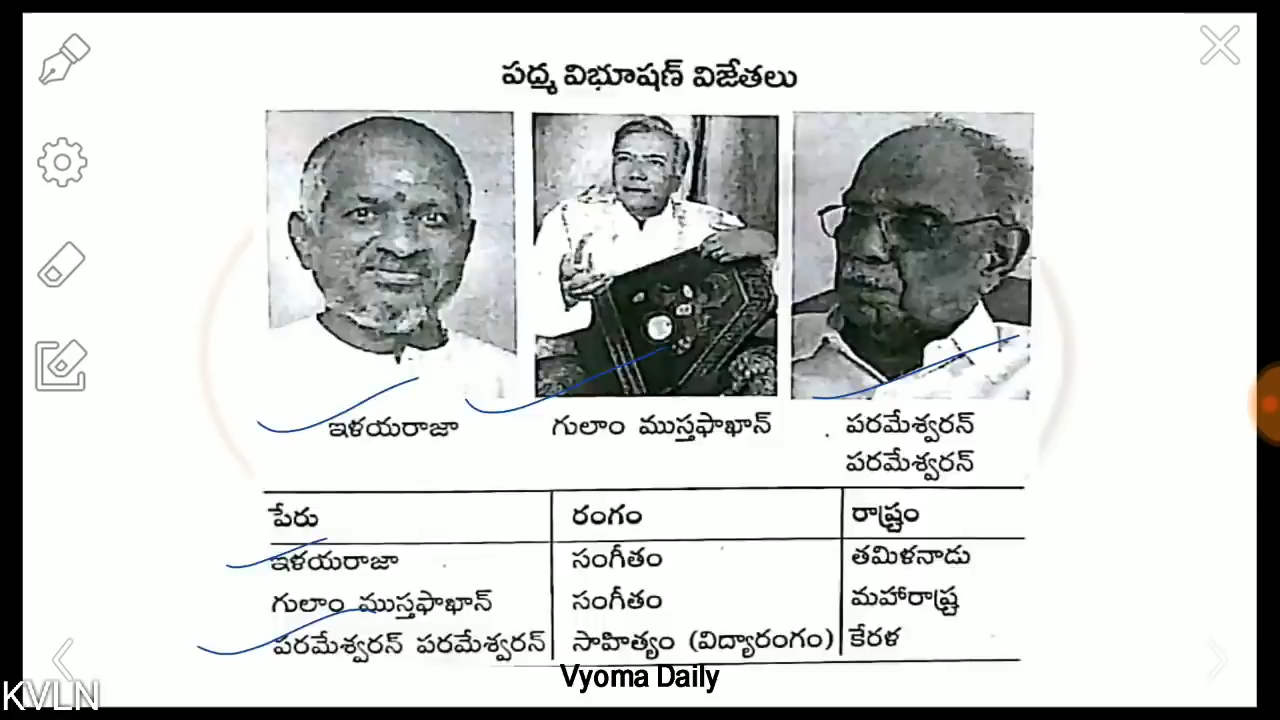 పద్మ విభూషణ్ విజేతలు
ఇళయరాజా గులాం ముస్తఫాఖాన్ పరమేశ్వరన్
పరమేశ్వరన్
పేరు రంగం రాష్ట్రం
ఇళయరాజా సంగీతం తమిళనాడు
గులాం ముస్తఫాఖాన్ సంగీతం మహారాష్ట్ర
పరమేశ్వరన్ పరమేశ్వరన్ సాహిత్యం (విద్యారంగం) కేరళ
Vyoma Daily
KVLN